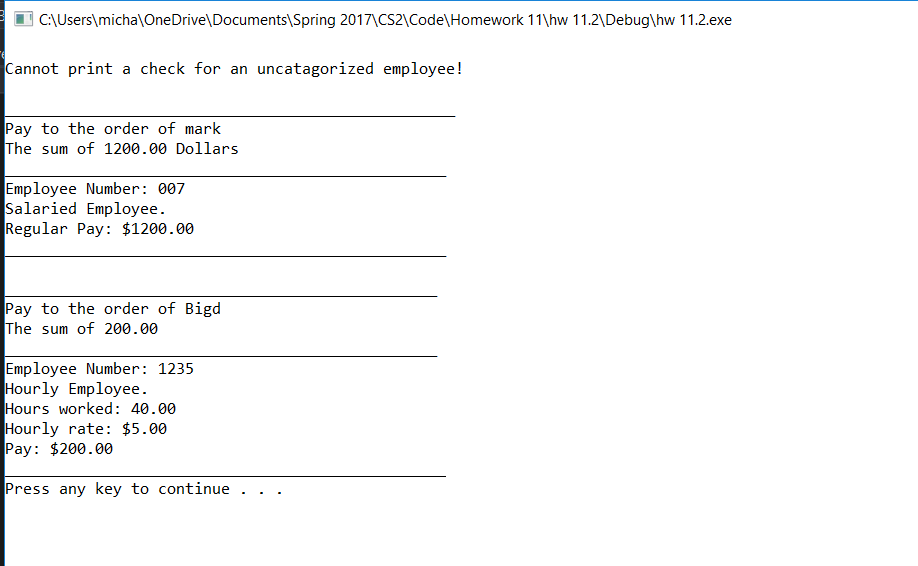 C:\Users\micha\OneDrive\Documents\Spring 2017\CS2\Code\Homework 11\hw 11.2\Debug\hw 11.2.exe
Cannot print a check for an uncatagorized employee!
__________________________________________________
Pay to the order of mark
The sum of 1200.00 Dollars
_________________________________________________
Employee Number: 007
Salaried Employee.
Regular Pay: $1200.00
_________________________________________________
________________________________________________
Pay to the order of Bigd
The sum of 200.00
________________________________________________
Employee Number: 1235
Hourly Employee.
Hours worked: 40.00
Hourly rate: $5.00
Pay: $200.00
_________________________________________________
Press any key to continue . . .